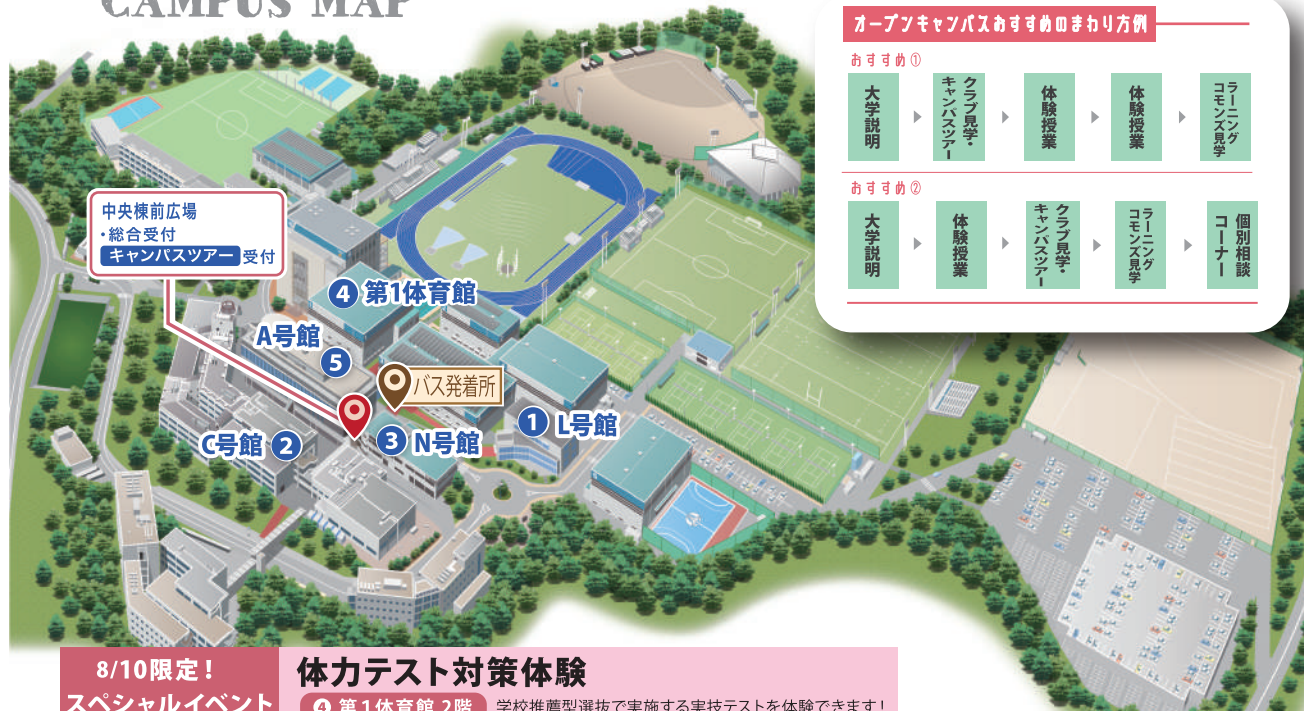 CAMPUS MAP
オープンキャンパスおすすめのまわり方例
おすすめ①
大学説明
クラブ見学・
キャンパスツアー
体験授業
体験授業
ラーニング
コモンズ見学
おすすめ②
大学説明
体験授業
クラブ見学・
キャンパスツアー
ラーニング
コモンズ見学
個別相談
コーナー
中央棟前広場
・総合受付
キャンパスツアー 受付
④ 第1体育館
A号館
⑤
バス発着所
① L号館
C号館 ②
③ N号館
8/10限定!
スペシャルイベント
体力テスト対策体験
④ 第1体育館 2階 学校推薦型選抜で実施する実技テストを体験できます!